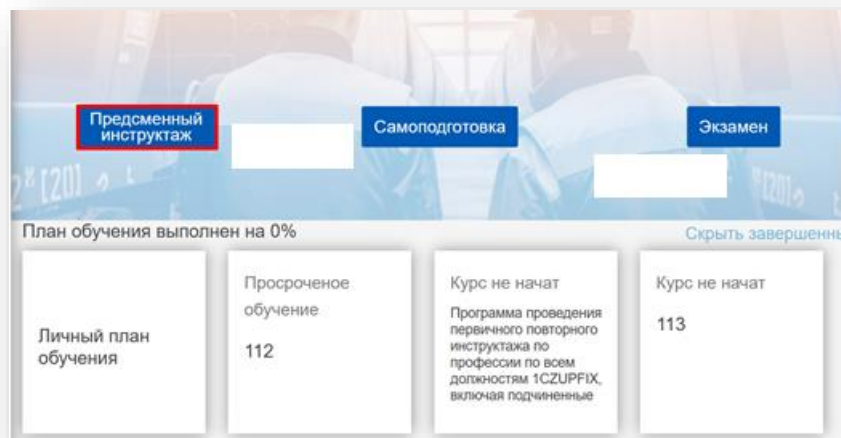 Предсменный
инструктаж
Самоподготовка
Экзамен
[20]
План обучения выполнен на 0%
Скрыть завершенны
Личный план
обучения
Просроченое
обучение
112
Курс не начат
Программа проведения
первичного повторного
инструктажа по
профессии по всем
должностям 1CZUPFIX,
включая подчиненные
Курс не начат
113